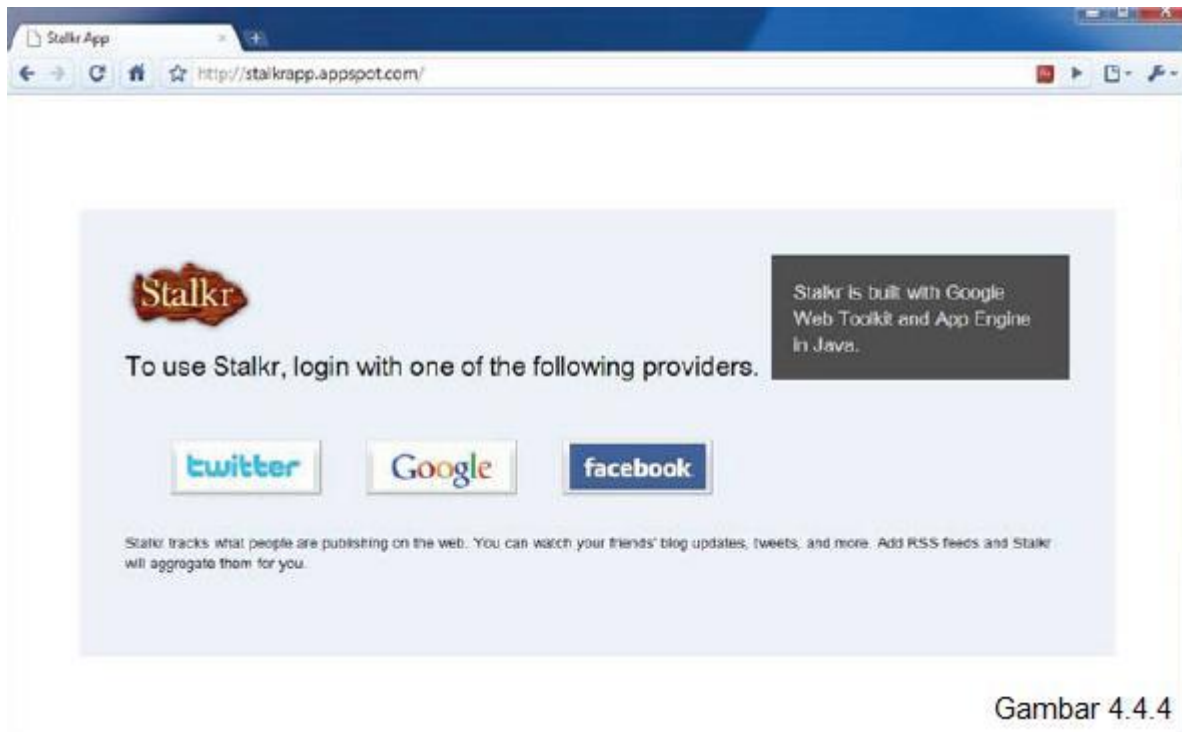 Stalkr App
http://stalkrapp.appspot.com/
Stalkr
Stalkr is built with Google
Web Toolkit and App Engine
in Java.
To use Stalkr, login with one of the following providers.
twitter
Google
facebook
Stalkr tracks what people are publishing on the web. You can watch your friends' blog updates, tweets, and more. Add RSS feeds and Stalkr
will aggregate them for you.
Gambar 4.4.4